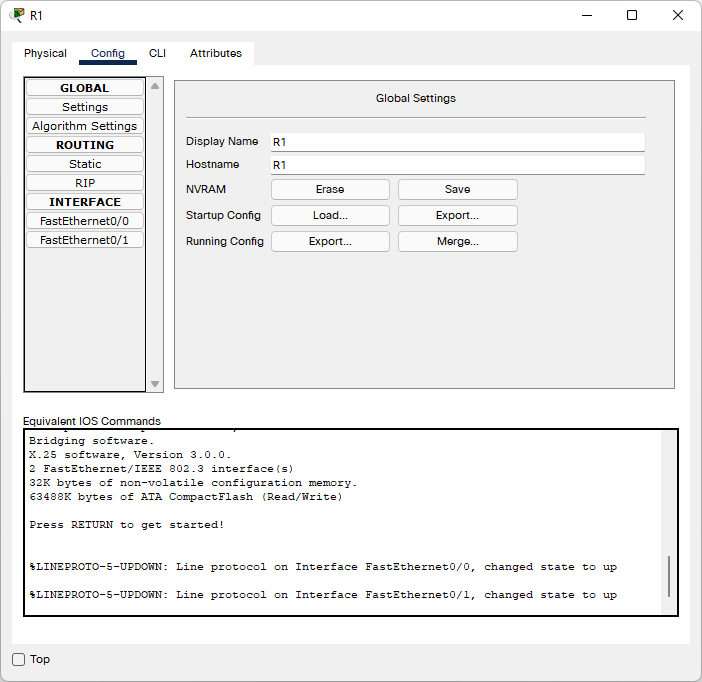 R1
Physical Config CLI Attributes
GLOBAL
Settings
Algorithm Settings
ROUTING
Static
RIP
INTERFACE
FastEthernet0/0
FastEthernet0/1
Global Settings
Display Name R1
Hostname R1
NVRAM Erase Save
Startup Config Load... Export...
Running Config Export... Merge...
Equivalent IOS Commands
Bridging software.
X.25 software, Version 3.0.0.
2 FastEthernet/IEEE 802.3 interface(s)
32K bytes of non-volatile configuration memory.
63488K bytes of ATA CompactFlash (Read/Write)
Press RETURN to get started!
%LINEPROTO-5-UPDOWN: Line protocol on Interface FastEthernet0/0, changed state to up
%LINEPROTO-5-UPDOWN: Line protocol on Interface FastEthernet0/1, changed state to up
Top